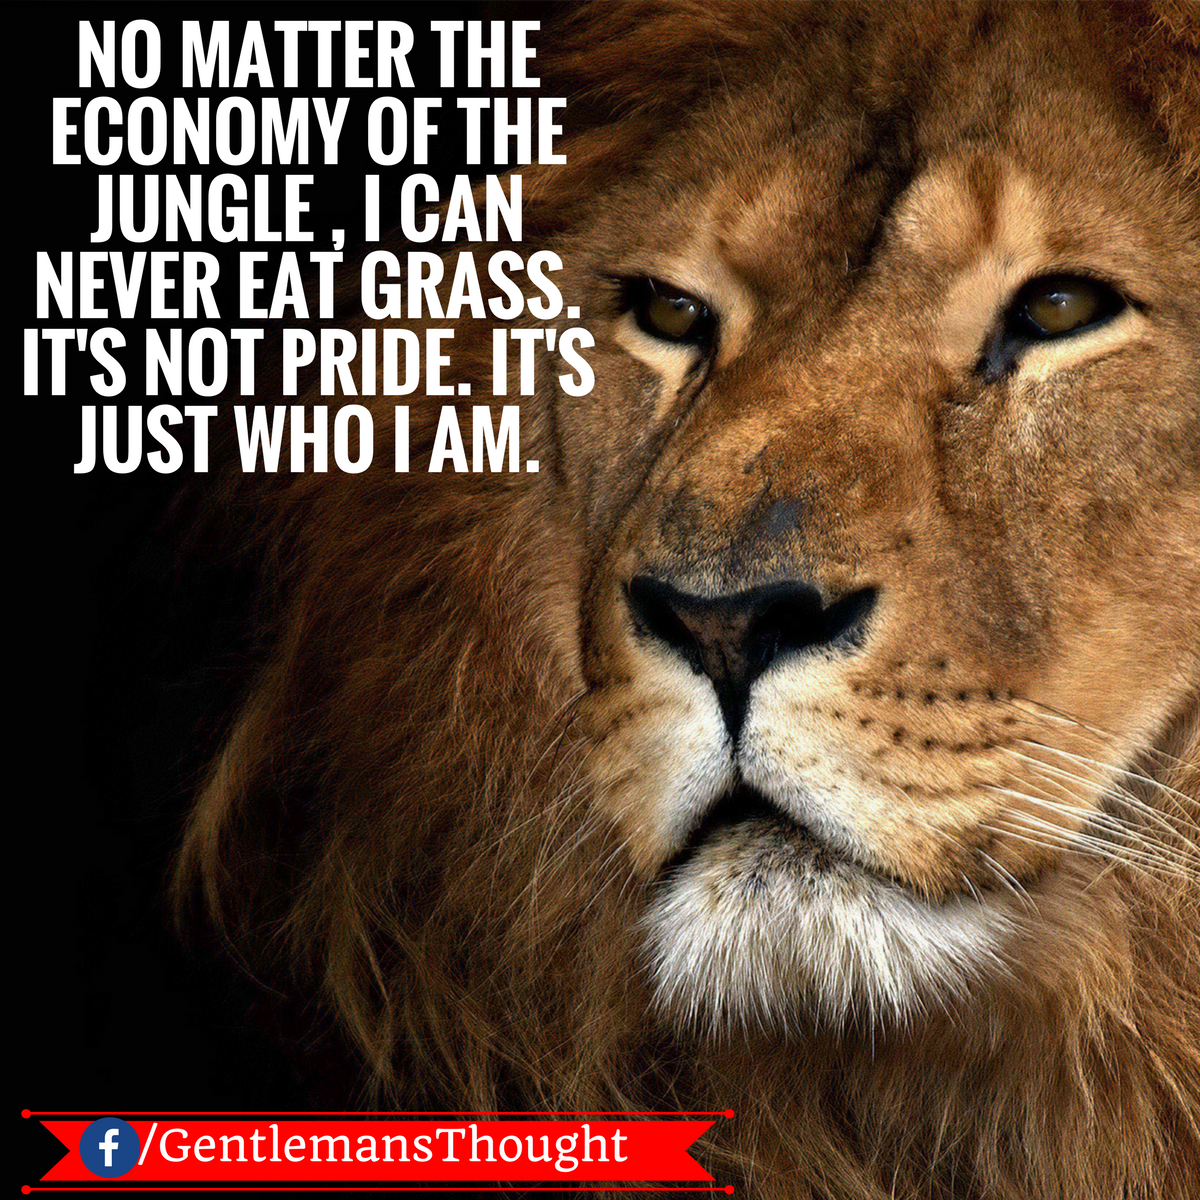 NO MATTER THE
ECONOMY OF THE
JUNGLE , I CAN
NEVER EAT GRASS.
IT'S NOT PRIDE. IT'S
JUST WHO I AM.
f/GentlemansThought